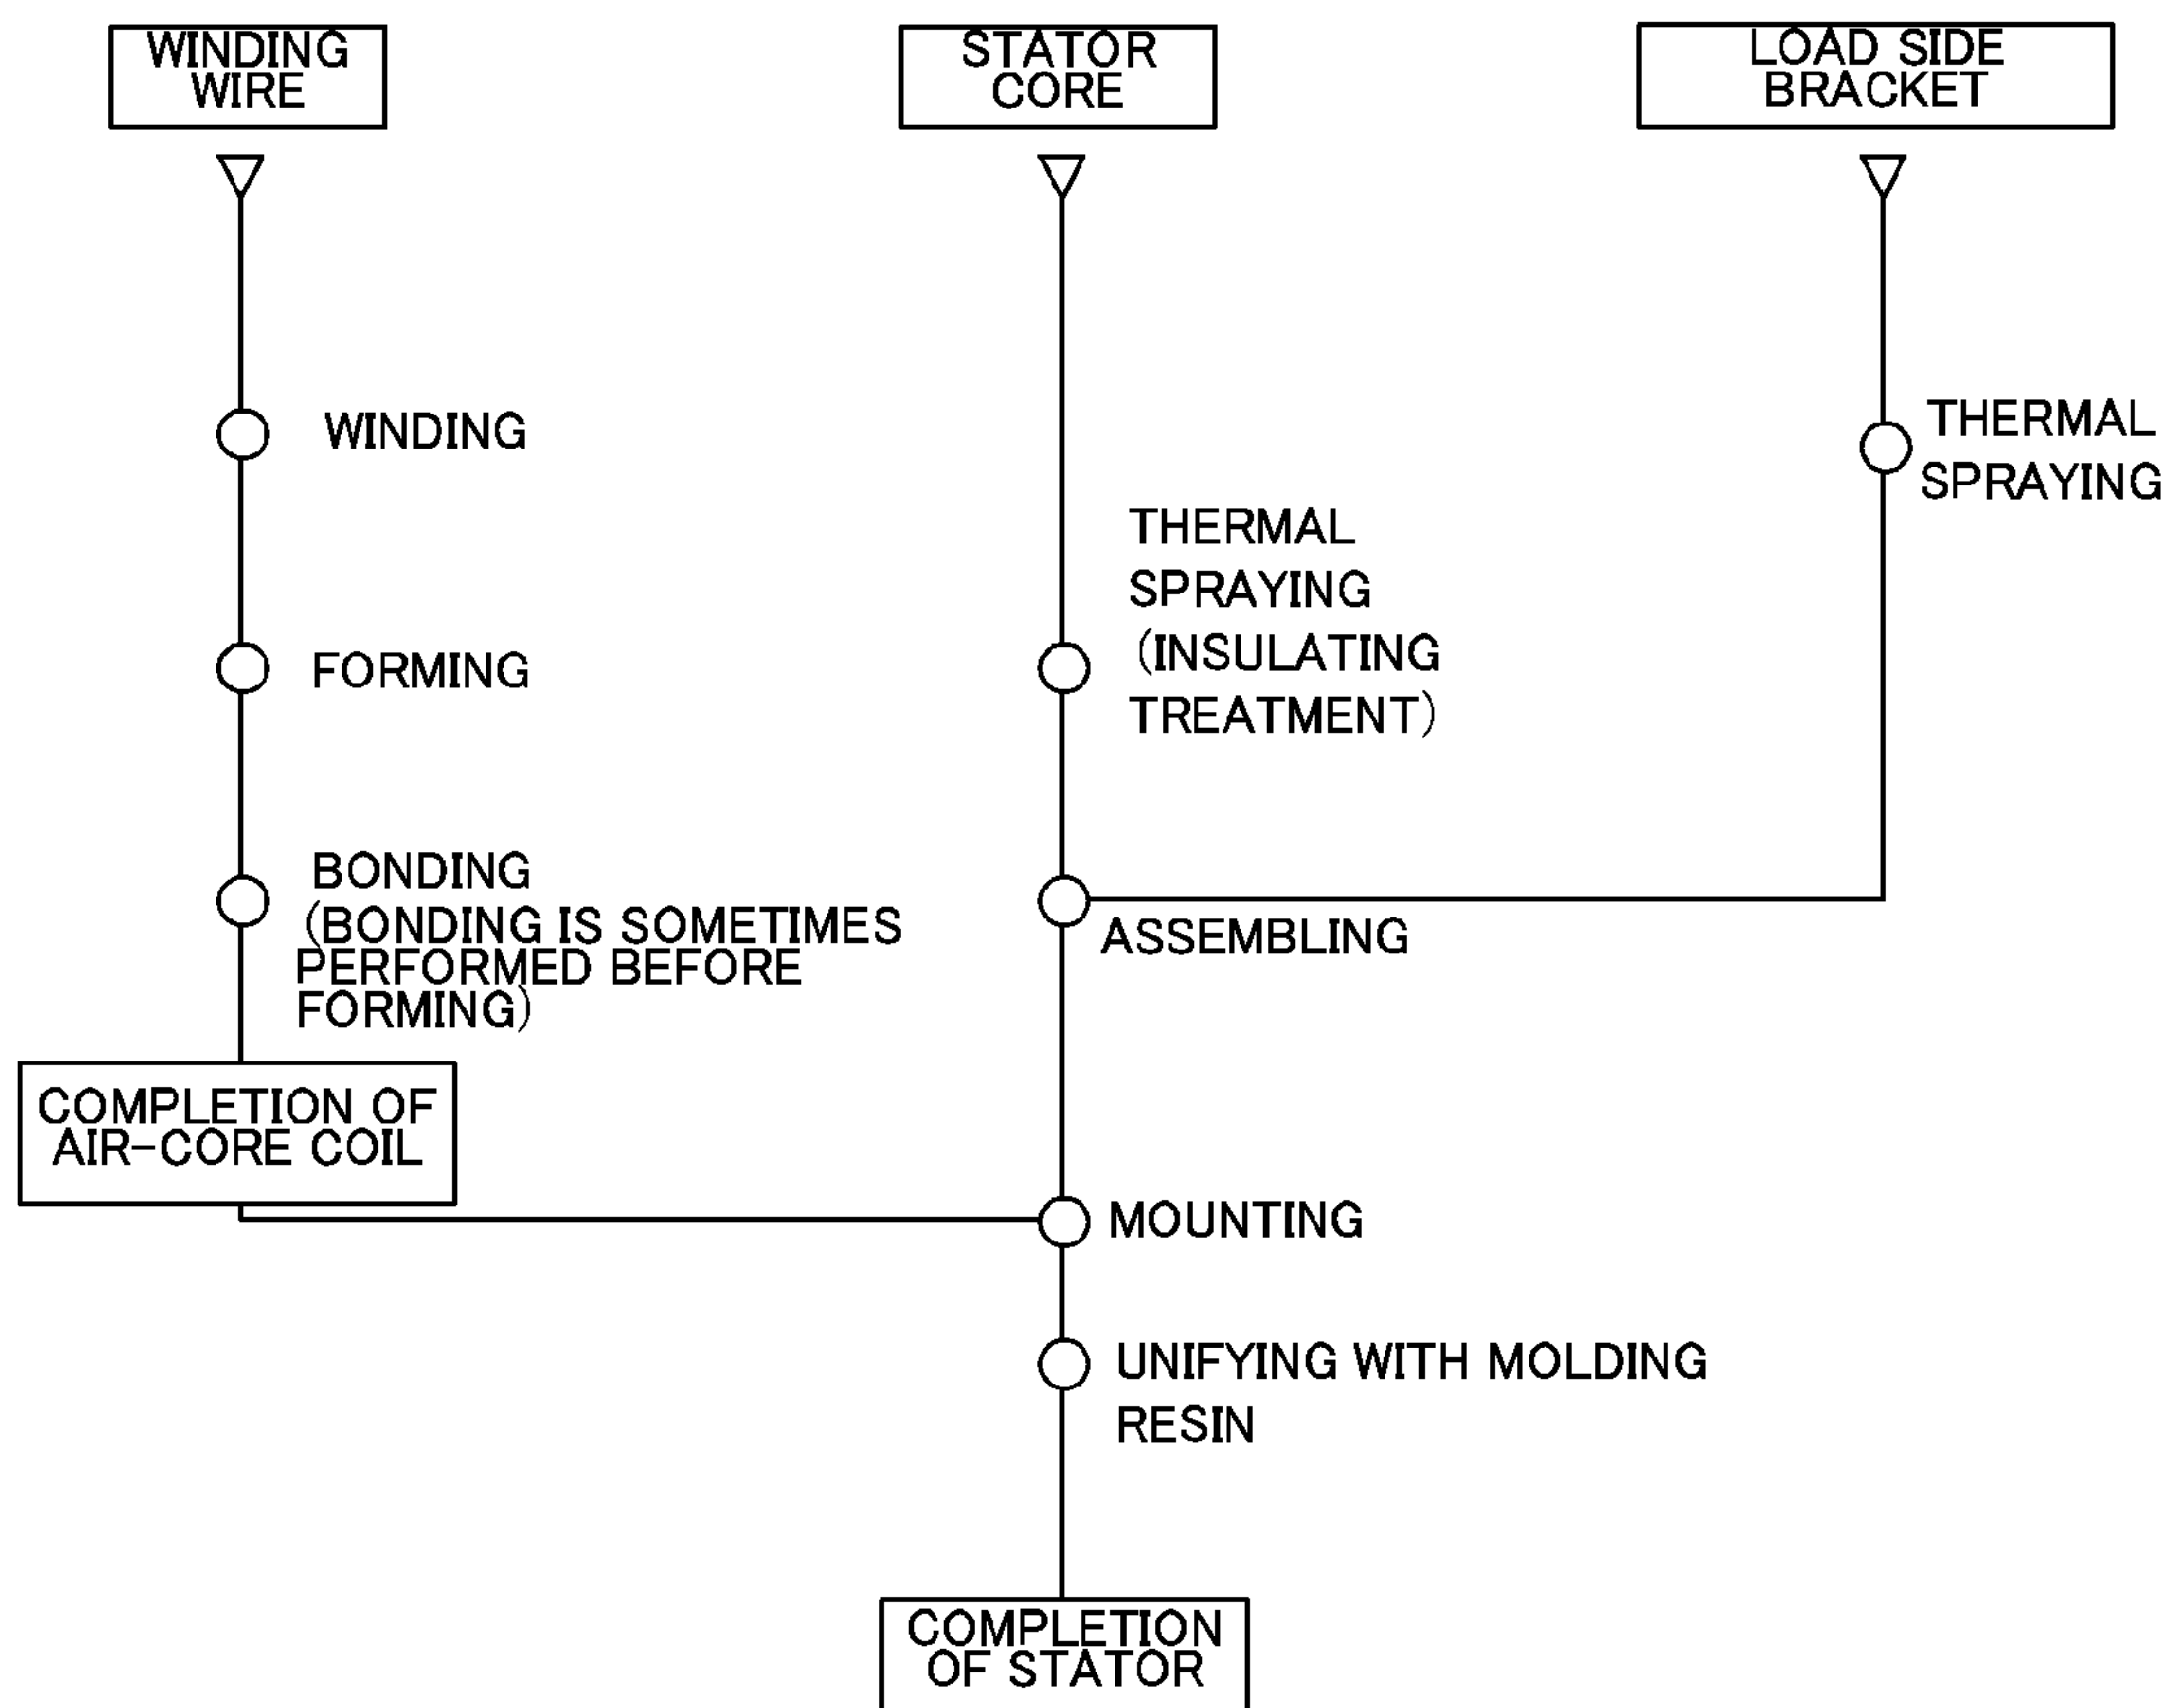 WINDING
WIRE
STATOR
CORE
LOAD SIDE
BRACKET
WINDING
THERMAL
SPRAYING
THERMAL
SPRAYING
(INSULATING
TREATMENT)
FORMING
BONDING
(BONDING IS SOMETIMES
PERFORMED BEFORE
FORMING)
ASSEMBLING
COMPLETION OF
AIR-CORE COIL
MOUNTING
UNIFYING WITH MOLDING
RESIN
COMPLETION
OF STATOR